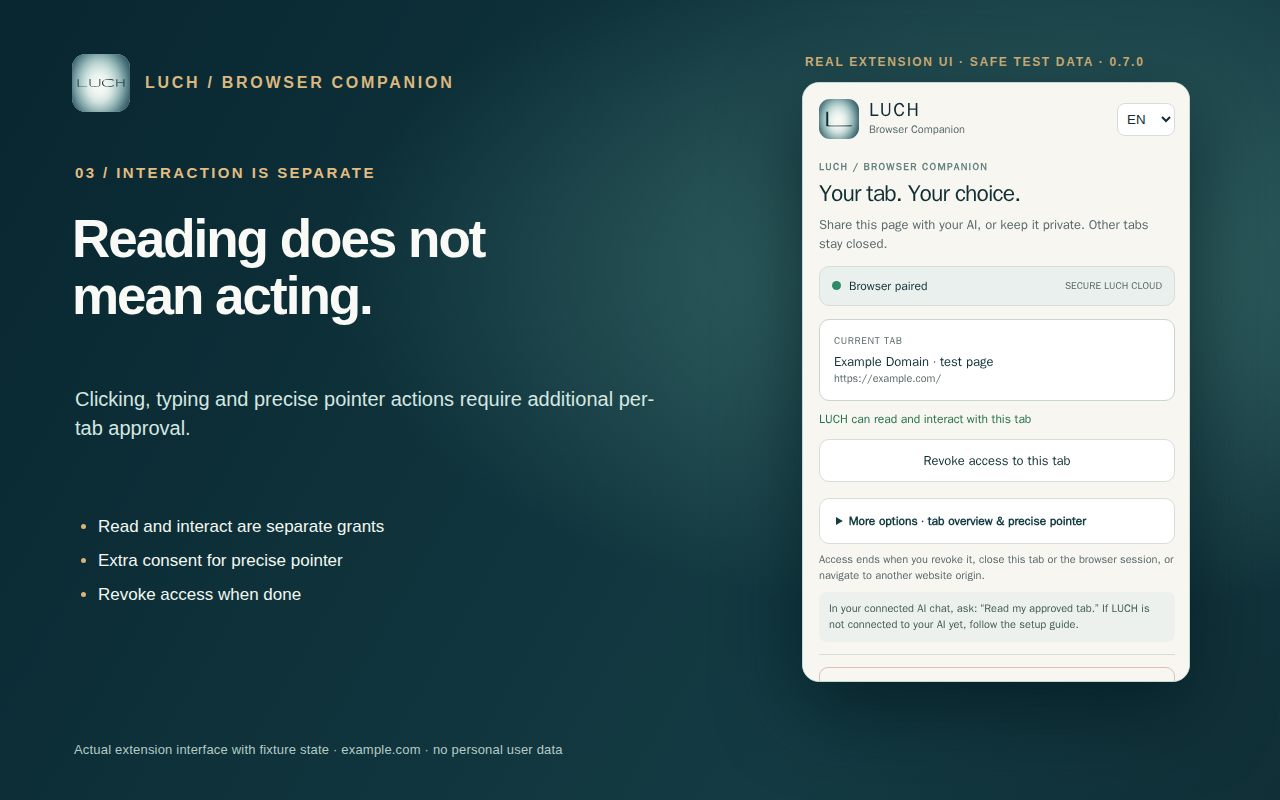 LUCH
LUCH / BROWSER COMPANION
03 / INTERACTION IS SEPARATE
Reading does not
mean acting.
Clicking, typing and precise pointer actions require additional per-
tab approval.
• Read and interact are separate grants
• Extra consent for precise pointer
• Revoke access when done
Actual extension interface with fixture state · example.com · no personal user data
REAL EXTENSION UI · SAFE TEST DATA · 0.7.0
L
LUCH
Browser Companion
EN
LUCH / BROWSER COMPANION
Your tab. Your choice.
Share this page with your AI, or keep it private. Other tabs
stay closed.
Browser paired
SECURE LUCH CLOUD
CURRENT TAB
Example Domain · test page
https://example.com/
LUCH can read and interact with this tab
Revoke access to this tab
More options · tab overview & precise pointer
Access ends when you revoke it, close this tab or the browser session, or
navigate to another website origin.
In your connected AI chat, ask: “Read my approved tab.” If LUCH is
not connected to your AI yet, follow the setup guide.